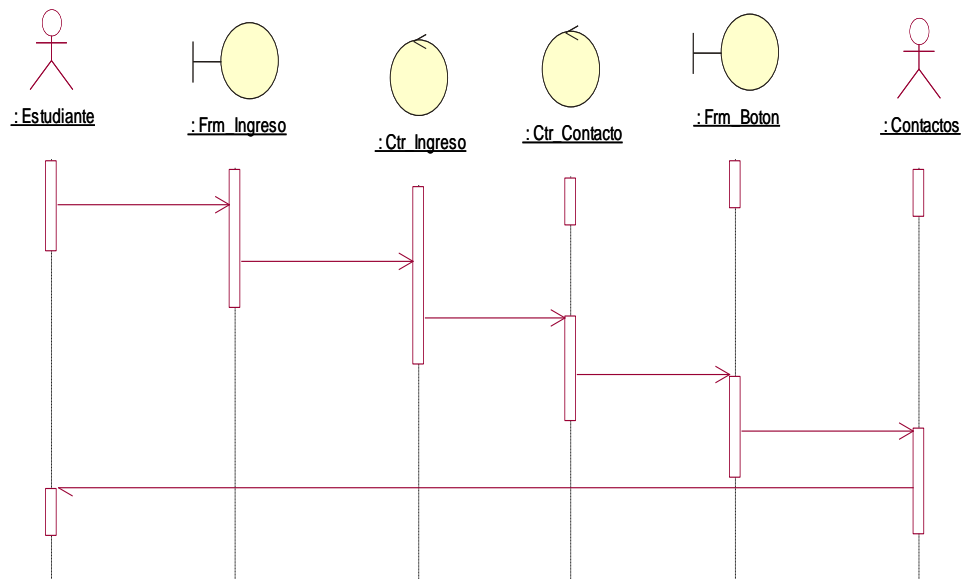 : Estudiante
: Frm_Ingreso
: Ctr_Ingreso
: Ctr_Contacto
: Frm_Boton
: Contactos